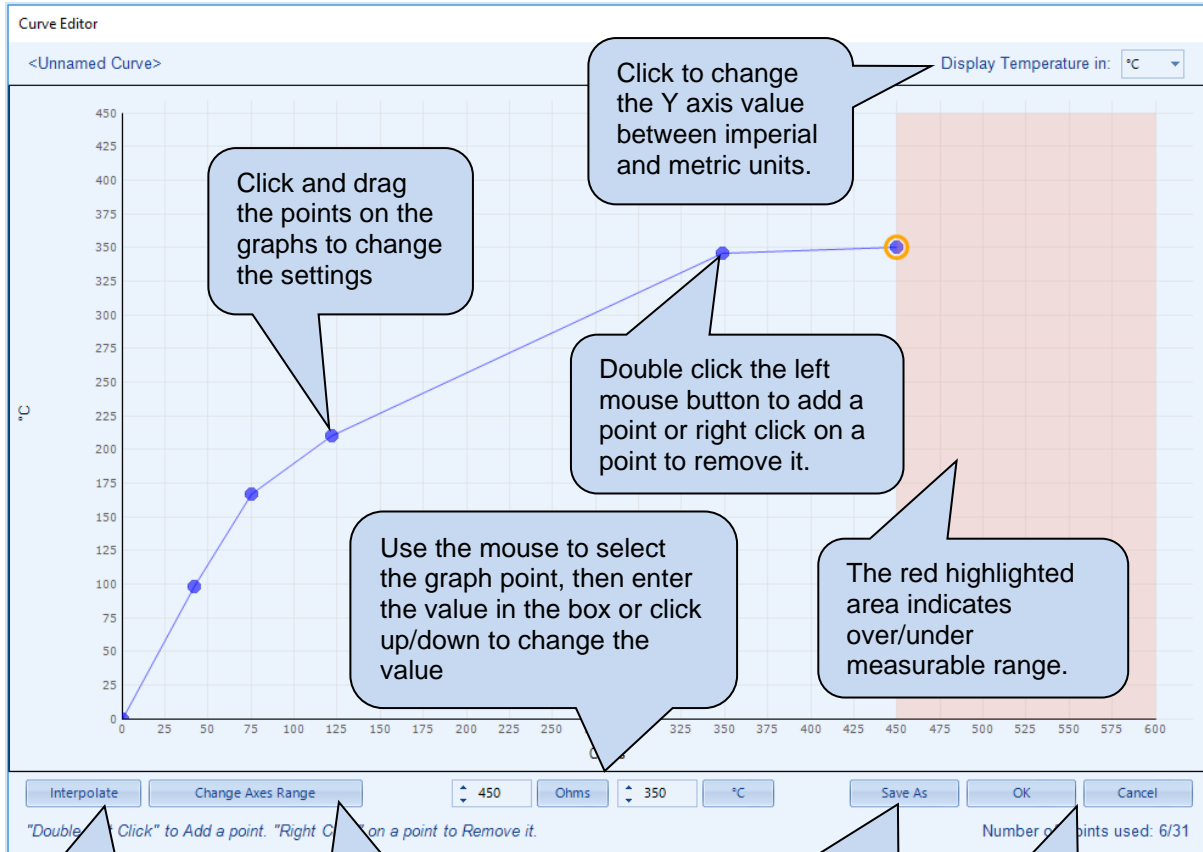 Curve Editor
<Unnamed Curve>
Display Temperature in: °C
Click to change
the Y axis value
between imperial
and metric units.
450
425
400
375
350
325
300
275
250
225
200
175
150
125
100
75
50
25
0
°C
Click and drag
the points on the
graphs to change
the settings
Double click the left
mouse button to add a
point or right click on a
point to remove it.
Use the mouse to select
the graph point, then enter
the value in the box or click
up/down to change the
value
The red highlighted
area indicates
over/under
measurable range.
0 25 50 75 100 125 150 175 200 225 250 325 350 375 400 425 450 475 500 525 550 575 600
Interpolate Change Axes Range 450 Ohms 350 °C Save As OK Cancel
"Double Click" to Add a point. "Right on a point to Remove it. Number used: 6/31